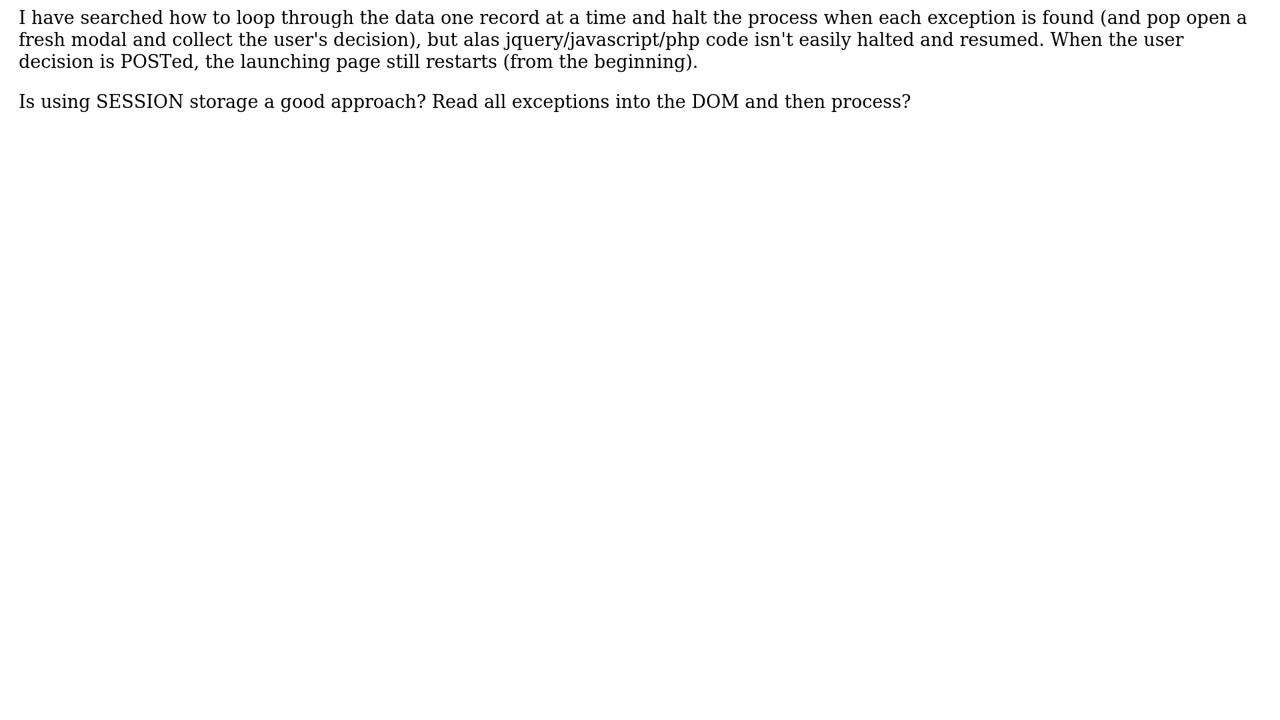 I have searched how to loop through the data one record at a time and halt the process when each exception is found (and pop open a
fresh modal and collect the user's decision), but alas jquery/javascript/php code isn't easily halted and resumed. When the user
decision is POSTed, the launching page still restarts (from the beginning).
Is using SESSION storage a good approach? Read all exceptions into the DOM and then process?